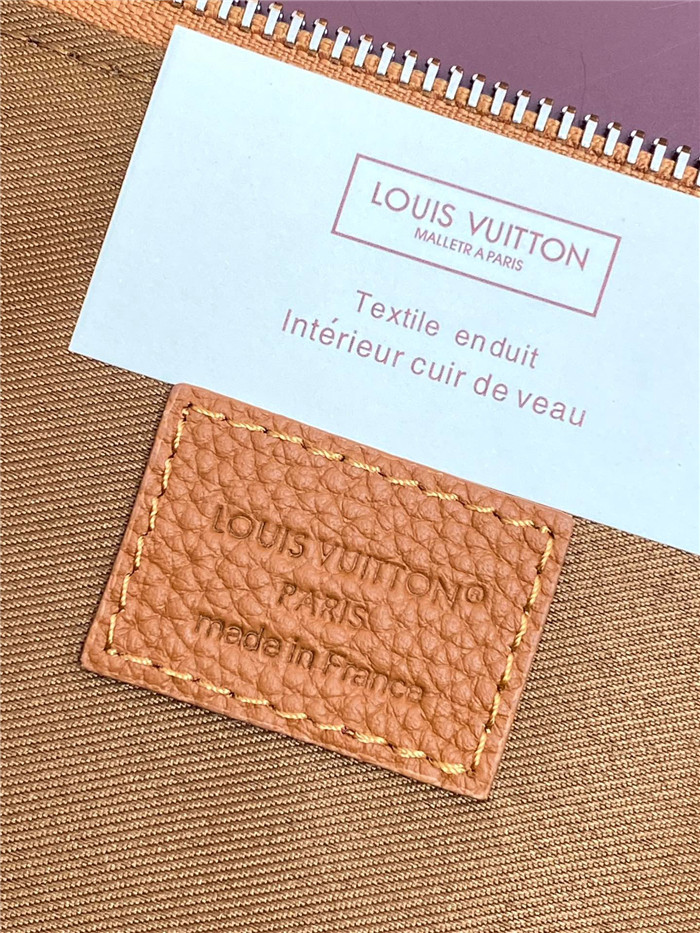 LOUIS VUITTON
MALLETR A PARIS
Textile enduit
Intérieur cuir de veau
LOUIS VUITTON®
PARIS
made in France